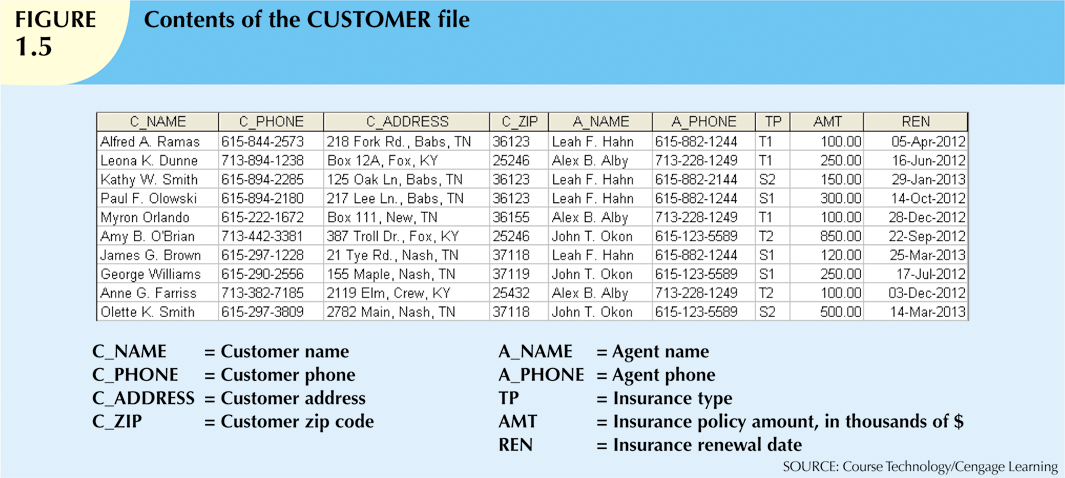 FIGURE
1.5
Contents of the CUSTOMER file
C_NAME C_PHONE C_ADDRESS C_ZIP A_NAME A_PHONE TP AMT REN
Alfred A. Ramas 615-844-2573 218 Fork Rd., Babs, TN 36123 Leah F. Hahn 615-882-1244 T1 100.00 05-Apr-2012
Leona K. Dunne 713-894-1238 Box 12A, Fox, KY 25246 Alex B. Alby 713-228-1249 T1 250.00 16-Jun-2012
Kathy W. Smith 615-894-2285 125 Oak Ln, Babs, TN 36123 Leah F. Hahn 615-882-2144 S2 150.00 29-Jan-2013
Paul F. Olowski 615-894-2180 217 Lee Ln., Babs, TN 36123 Leah F. Hahn 615-882-1244 S1 300.00 14-Oct-2012
Myron Orlando 615-222-1672 Box 111, New, TN 36155 Alex B. Alby 713-228-1249 T1 100.00 28-Dec-2012
Amy B. O'Brian 713-442-3381 387 Troll Dr., Fox, KY 25246 John T. Okon 615-123-5589 T2 850.00 22-Sep-2012
James G. Brown 615-297-1228 21 Tye Rd., Nash, TN 37118 Leah F. Hahn 615-882-1244 S1 120.00 25-Mar-2013
George Williams 615-290-2556 155 Maple, Nash, TN 37119 John T. Okon 615-123-5589 S1 250.00 17-Jul-2012
Anne G. Farriss 713-382-7185 2119 Elm, Crew, KY 25432 Alex B. Alby 713-228-1249 T2 100.00 03-Dec-2012
Olette K. Smith 615-297-3809 2782 Main, Nash, TN 37118 John T. Okon 615-123-5589 S2 500.00 14-Mar-2013
C_NAME = Customer name
C_PHONE = Customer phone
C_ADDRESS = Customer address
C_ZIP = Customer zip code
A_NAME = Agent name
A_PHONE = Agent phone
TP = Insurance type
AMT = Insurance policy amount, in thousands of $
REN = Insurance renewal date
SOURCE: Course Technology/Cengage Learning